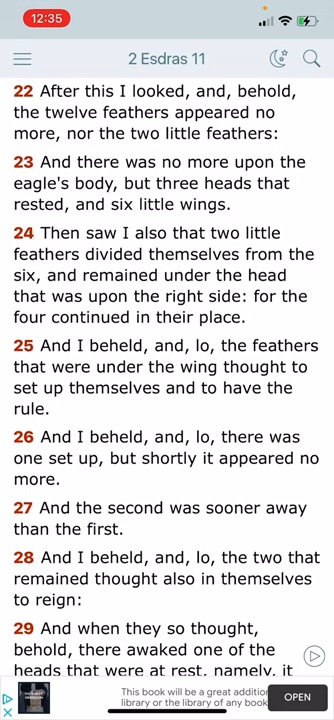 12:35
2 Esdras 11
22 After this I looked, and, behold,
the twelve feathers appeared no
more, nor the two little feathers:
23 And there was no more upon the
eagle's body, but three heads that
rested, and six little wings.
24 Then saw I also that two little
feathers divided themselves from the
six, and remained under the head
that was upon the right side: for the
four continued in their place.
25 And I beheld, and, lo, the feathers
that were under the wing thought to
set up themselves and to have the
rule.
26 And I beheld, and, lo, there was
one set up, but shortly it appeared no
more.
27 And the second was sooner away
than the first.
28 And I beheld, and, lo, the two that
remained thought also in themselves
to reign:
29 And when they so thought,
behold, there awaked one of the
heads that were at rest, namely, it
This book will be a great addition
library or the library of any book
OPEN